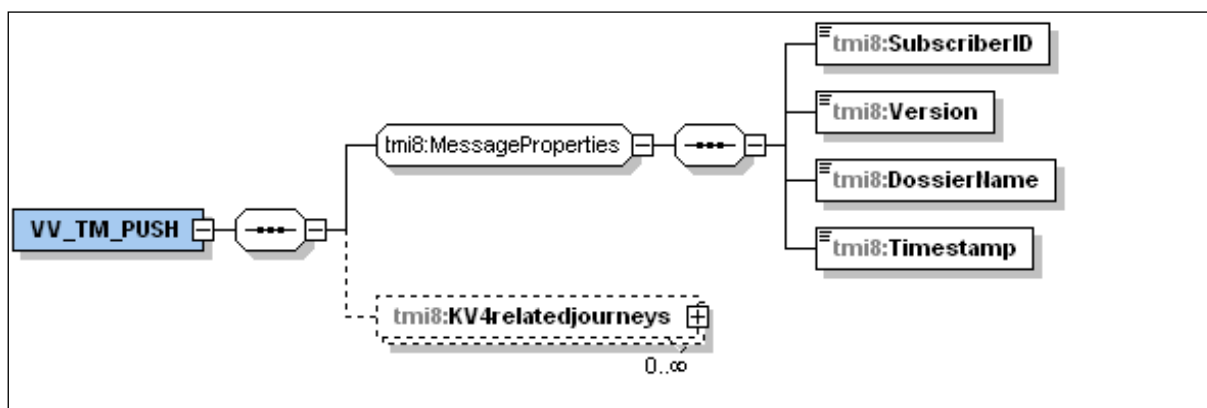 VV_TM_PUSH
tmi8:MessageProperties
tmi8:SubscriberID
tmi8:Version
tmi8:DossierName
tmi8:Timestamp
tmi8:KV4relatedjourneys
0..∞